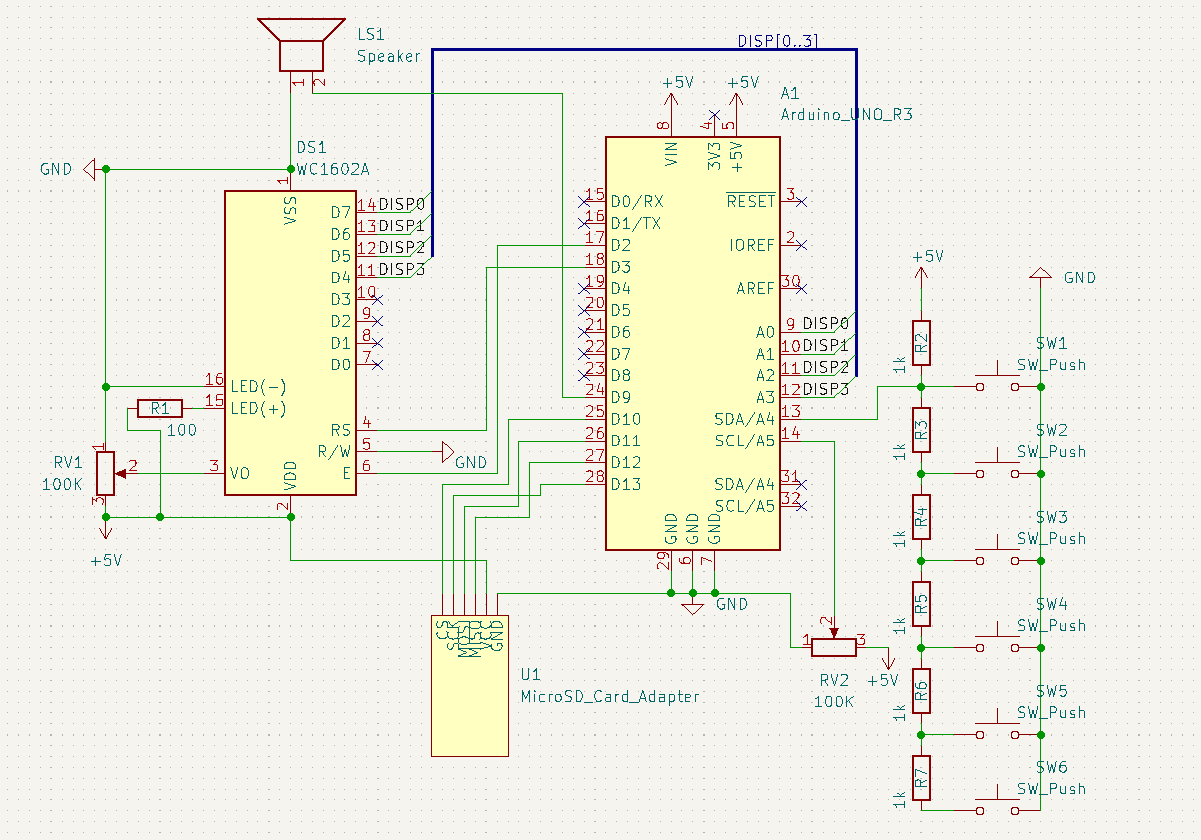 LS1
Speaker
1
2
DISP[0..3]
+5V
+5V
A1
Arduino_UNO_R3
8
4
5
VIN
3V3
+5V
GND
DS1
WC1602A
1
VSS
D7
14
DISP0
D6
13
DISP1
D5
12
DISP2
D4
11
DISP3
D3
10
D2
9
D1
8
D0
7
16
LED(-)
15
LED(+)
R1
100
RS
4
R/W
5
GND
E
6
3
VO
VDD
2
RV1
100K
1
2
3
+5V
15
D0/RX
16
D1/TX
17
D2
18
D3
19
D4
20
D5
21
D6
22
D7
23
D8
24
D9
25
D10
26
D11
27
D12
28
D13
RESET
3
IOREF
2
AREF
30
A0
9
DISP0
A1
10
DISP1
A2
11
DISP2
A3
12
DISP3
SDA/A4
13
SCL/A5
14
SDA/A4
31
SCL/A5
32
GND
GND
GND
29
6
7
GND
GND
U1
MicroSD_Card_Adapter
1
2
3
RV2
100K
+5V
+5V
GND
R2
1k
SW1
SW_Push
R3
1k
SW2
SW_Push
R4
1k
SW3
SW_Push
R5
1k
SW4
SW_Push
R6
1k
SW5
SW_Push
R7
1k
SW6
SW_Push